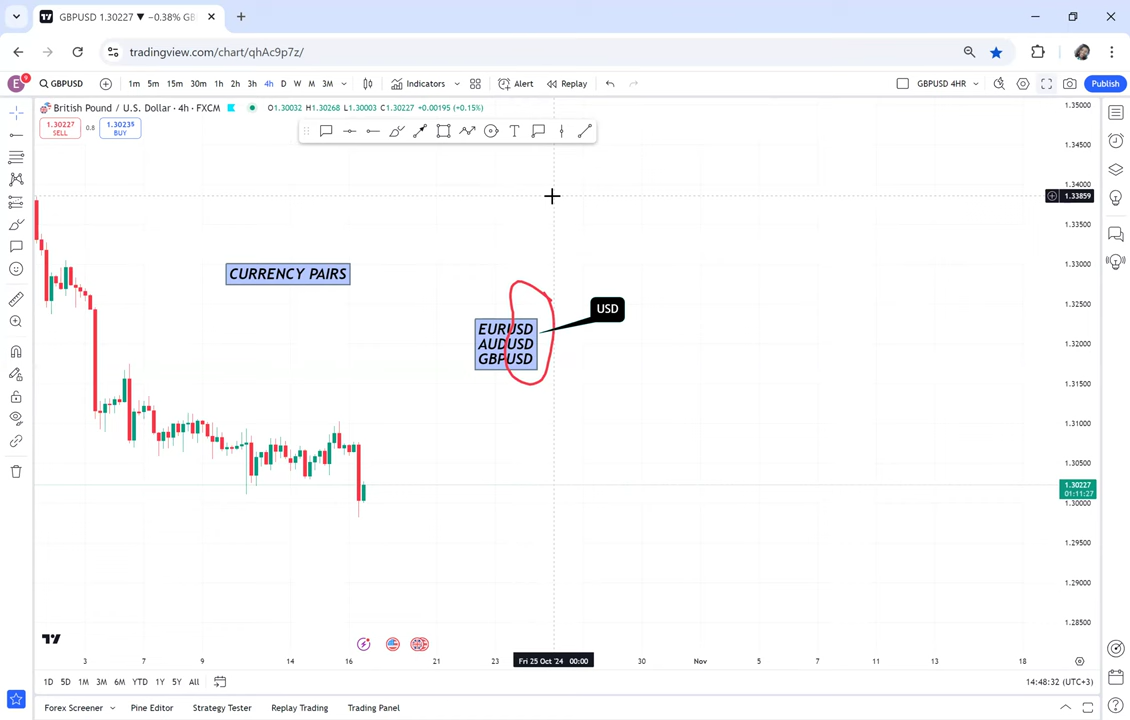 GBPUSD 1.30227 ▼ −0.38% GB
tradingview.com/chart/qhAc9p7z/
E 9 GBPUSD 1m 5m 15m 30m 1h 2h 3h 4h D W M 3M Indicators Alert Replay GBPUSD 4HR Publish
British Pound / U.S. Dollar · 4h · FXCM O1.30032 H1.30268 L1.30003 C1.30227 +0.00195 (+0.15%)
1.30227 SELL 0.8 1.30235 BUY
1.35000
1.34500
1.34000
1.33859
1.33500
1.33000
1.32500
1.32000
1.31500
1.31000
1.30500
1.30227
01:11:27
1.30000
1.29500
1.29000
1.28500
CURRENCY PAIRS
USD
EURUSD
AUDUSD
GBPUSD
3 7 9 14 16 21 23 Fri 25 Oct '24 00:00 30 Nov 5 7 11 13 18
1D 5D 1M 3M 6M YTD 1Y 5Y All 14:48:32 (UTC+3)
Forex Screener Pine Editor Strategy Tester Replay Trading Trading Panel